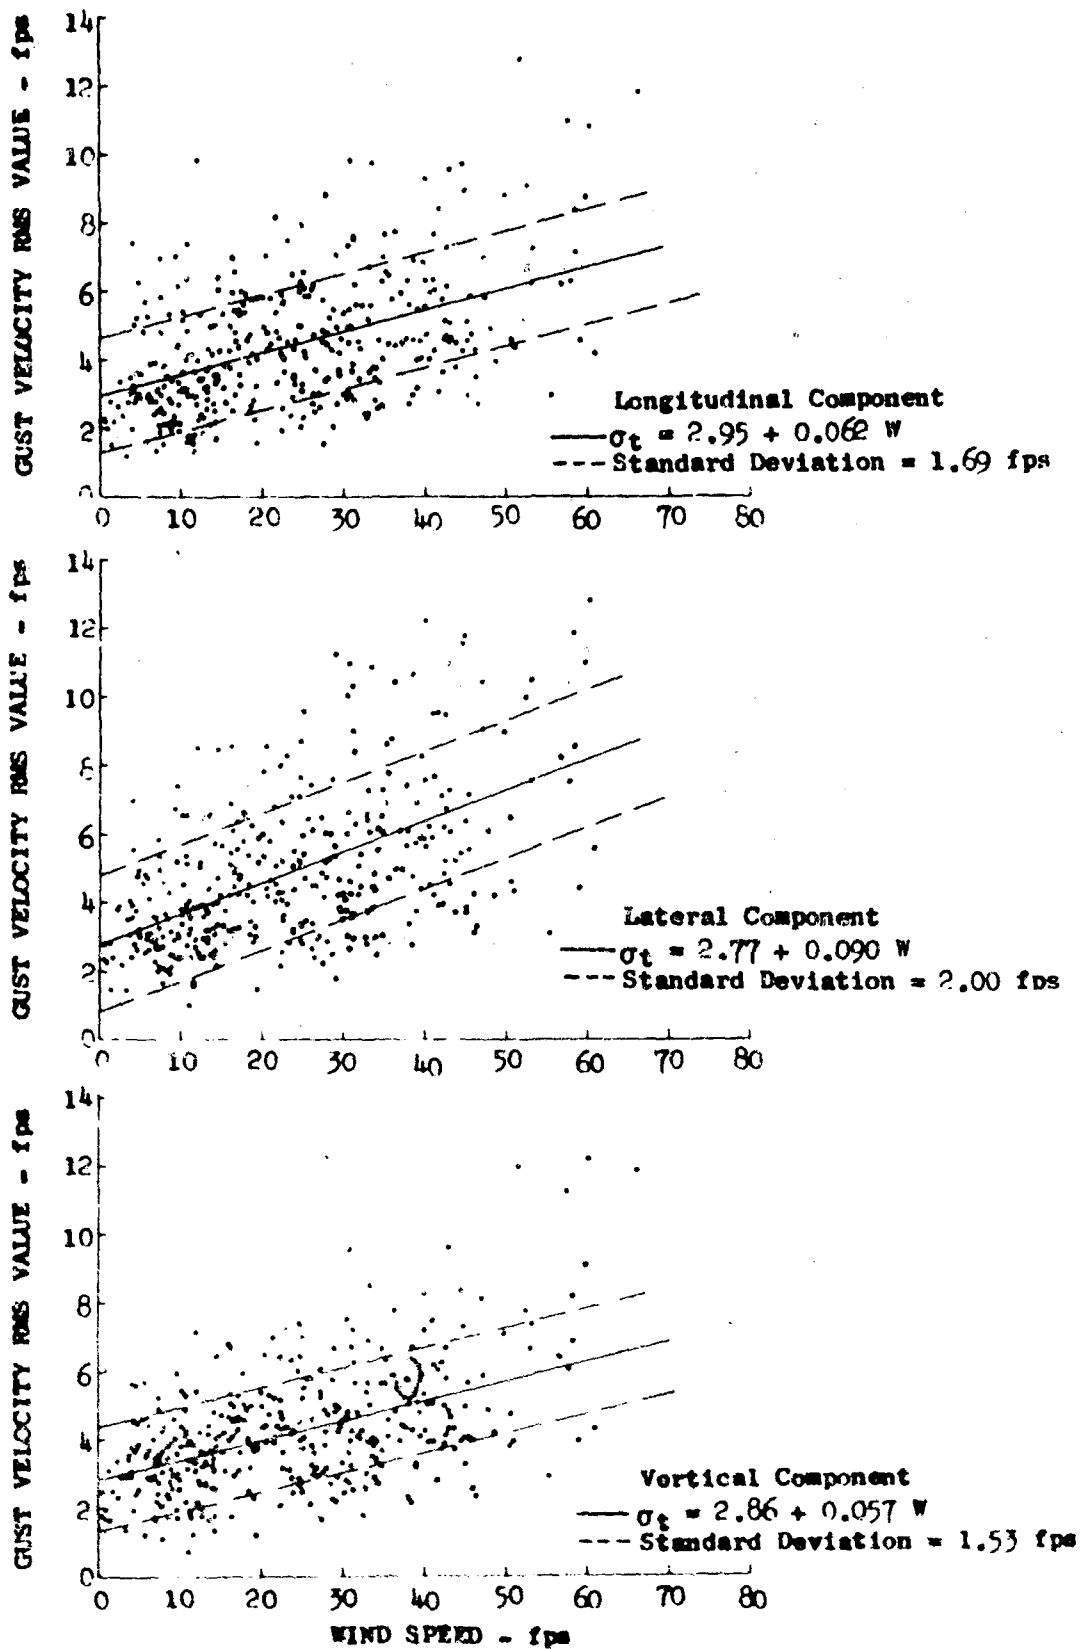 GUST VELOCITY RMS VALUE - fps
14
12
10
8
6
4
2
0
0 10 20 30 40 50 60 70 80
Longitudinal Component
σt = 2.95 + 0.062 W
Standard Deviation = 1.69 fps
GUST VELOCITY RMS VALUE - fps
14
12
10
8
6
4
2
0
0 10 20 30 40 50 60 70 80
Lateral Component
σt = 2.77 + 0.090 W
Standard Deviation = 2.00 fps
GUST VELOCITY RMS VALUE - fps
14
12
10
8
6
4
2
0
0 10 20 30 40 50 60 70 80
Vortical Component
σt = 2.86 + 0.057 W
Standard Deviation = 1.53 fps
WIND SPEED - fps